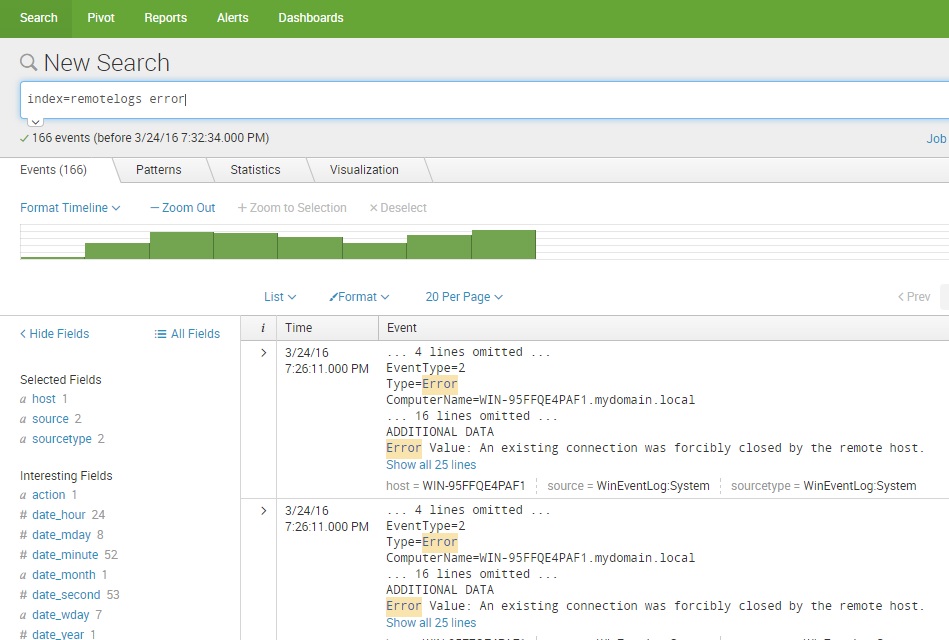 Search Pivot Reports Alerts Dashboards
New Search
index=remotelogs error
166 events (before 3/24/16 7:32:34.000 PM)
Job
Events (166) Patterns Statistics Visualization
Format Timeline — Zoom Out + Zoom to Selection × Deselect
List Format 20 Per Page < Prev
< Hide Fields All Fields
i Time Event
Selected Fields
a host 1
a source 2
a sourcetype 2
Interesting Fields
a action 1
# date_hour 24
# date_mday 8
# date_minute 52
a date_month 1
# date_second 53
a date_wday 7
# date_year 1
> 3/24/16
7:26:11.000 PM
... 4 lines omitted ...
EventType=2
Type=Error
ComputerName=WIN-95FFQE4PAF1.mydomain.local
... 16 lines omitted ...
ADDITIONAL DATA
Error Value: An existing connection was forcibly closed by the remote host.
Show all 25 lines
host = WIN-95FFQE4PAF1 source = WinEventLog:System sourcetype = WinEventLog:System
> 3/24/16
7:26:11.000 PM
... 4 lines omitted ...
EventType=2
Type=Error
ComputerName=WIN-95FFQE4PAF1.mydomain.local
... 16 lines omitted ...
ADDITIONAL DATA
Error Value: An existing connection was forcibly closed by the remote host.
Show all 25 lines